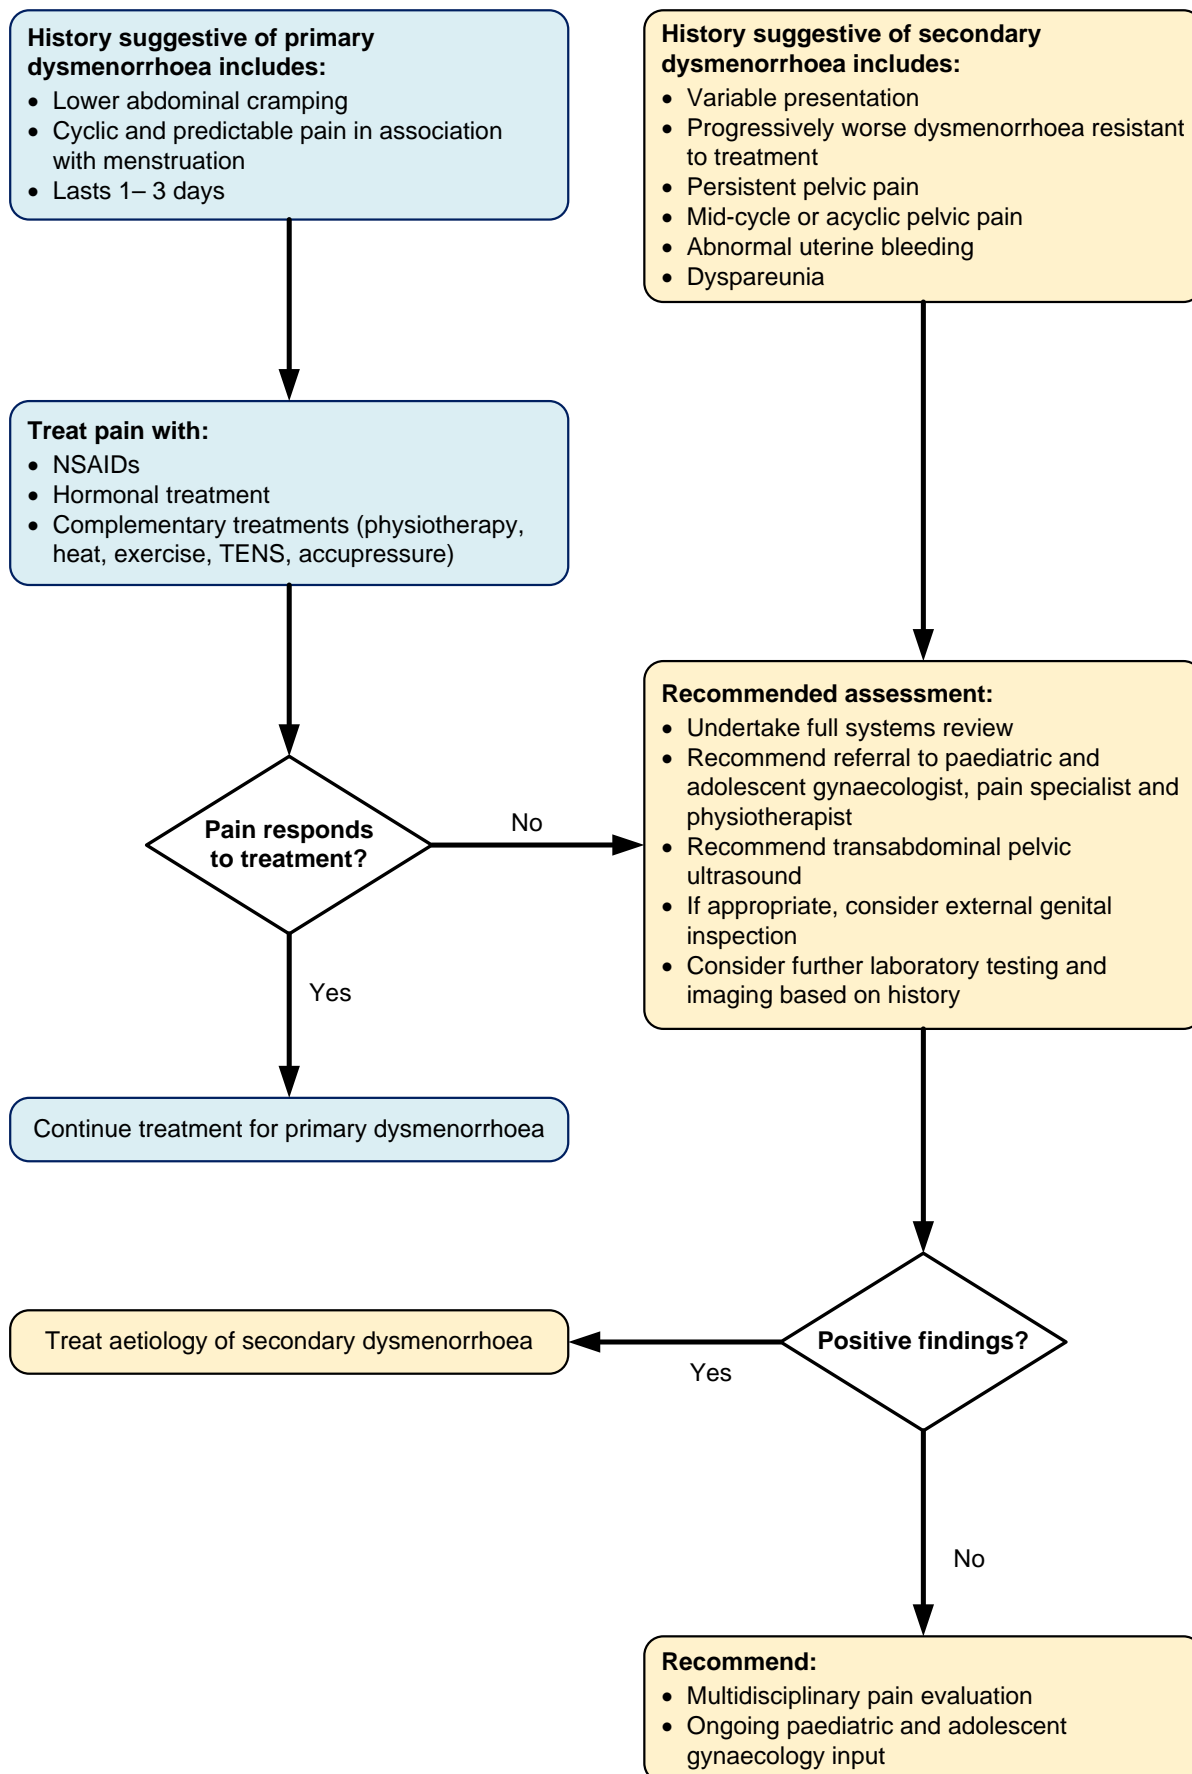 History suggestive of primary
dysmenorrhoea includes:
• Lower abdominal cramping
• Cyclic and predictable pain in association
with menstruation
• Lasts 1– 3 days
History suggestive of secondary
dysmenorrhoea includes:
• Variable presentation
• Progressively worse dysmenorrhoea resistant
to treatment
• Persistent pelvic pain
• Mid-cycle or acyclic pelvic pain
• Abnormal uterine bleeding
• Dyspareunia
Treat pain with:
• NSAIDs
• Hormonal treatment
• Complementary treatments (physiotherapy,
heat, exercise, TENS, accupressure)
Pain responds
to treatment?
No
Yes
Recommended assessment:
• Undertake full systems review
• Recommend referral to paediatric and
adolescent gynaecologist, pain specialist and
physiotherapist
• Recommend transabdominal pelvic
ultrasound
• If appropriate, consider external genital
inspection
• Consider further laboratory testing and
imaging based on history
Continue treatment for primary dysmenorrhoea
Positive findings?
Yes
Treat aetiology of secondary dysmenorrhoea
No
Recommend:
• Multidisciplinary pain evaluation
• Ongoing paediatric and adolescent
gynaecology input